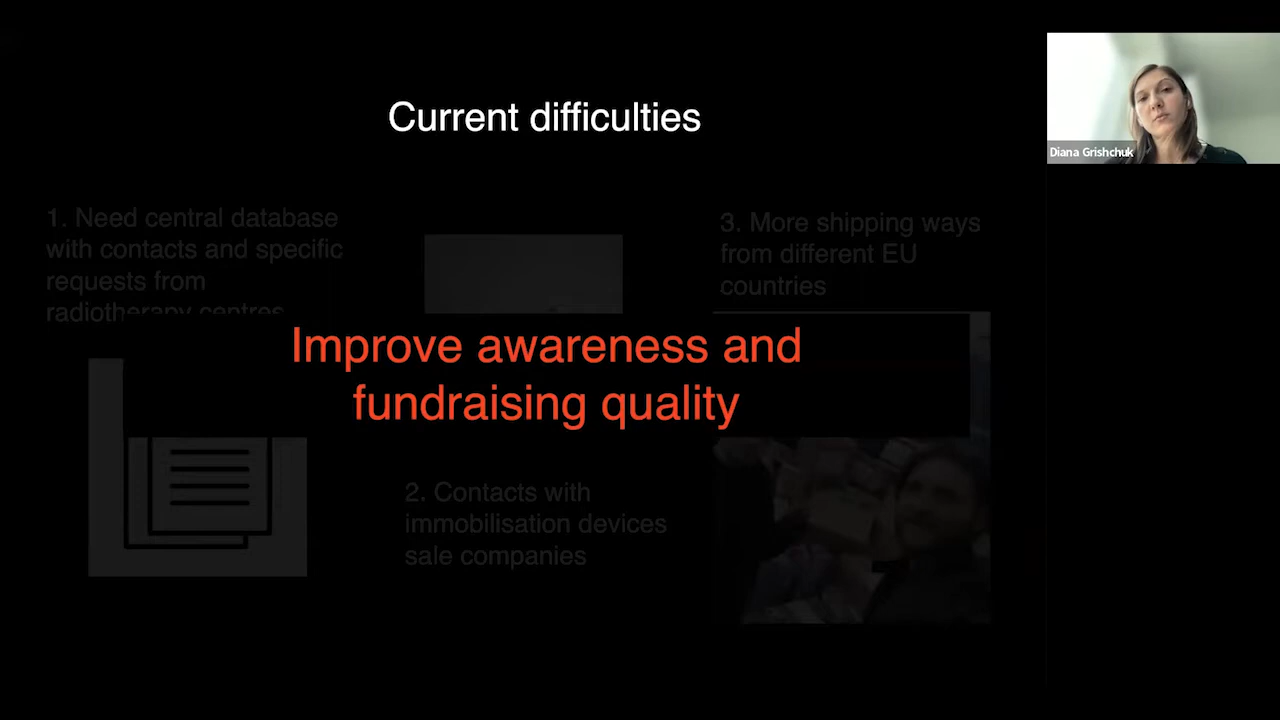 Current difficulties
Diana Grishchuk
1. Need central database
with contacts and specific
requests from
radiotherapy centres
3. More shipping ways
from different EU
countries
Improve awareness and
fundraising quality
2. Contacts with
immobilisation devices
sale companies